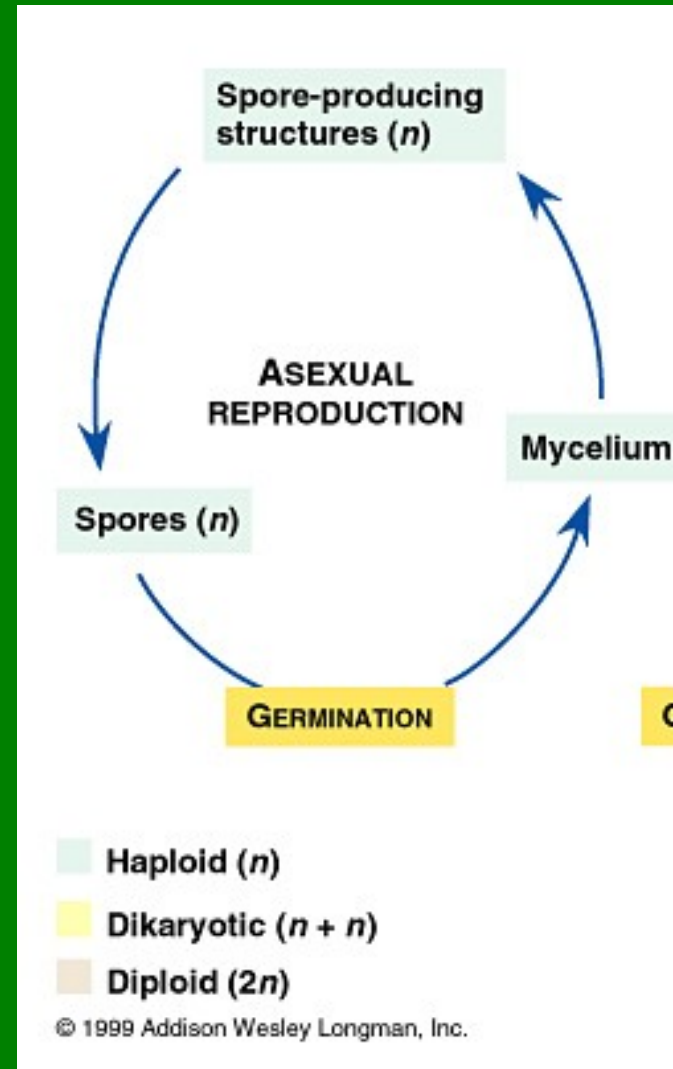 Spore-producing
structures (n)
ASEXUAL
REPRODUCTION
Mycelium
Spores (n)
GERMINATION
Haploid (n)
Dikaryotic (n + n)
Diploid (2n)
© 1999 Addison Wesley Longman, Inc.